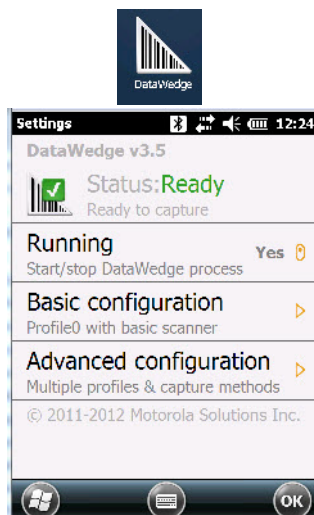 DataWedge
Settings 12:24
DataWedge v3.5
Status:Ready
Ready to capture
Running Yes
Start/stop DataWedge process
Basic configuration
Profile0 with basic scanner
Advanced configuration
Multiple profiles & capture methods
© 2011-2012 Motorola Solutions Inc.
OK